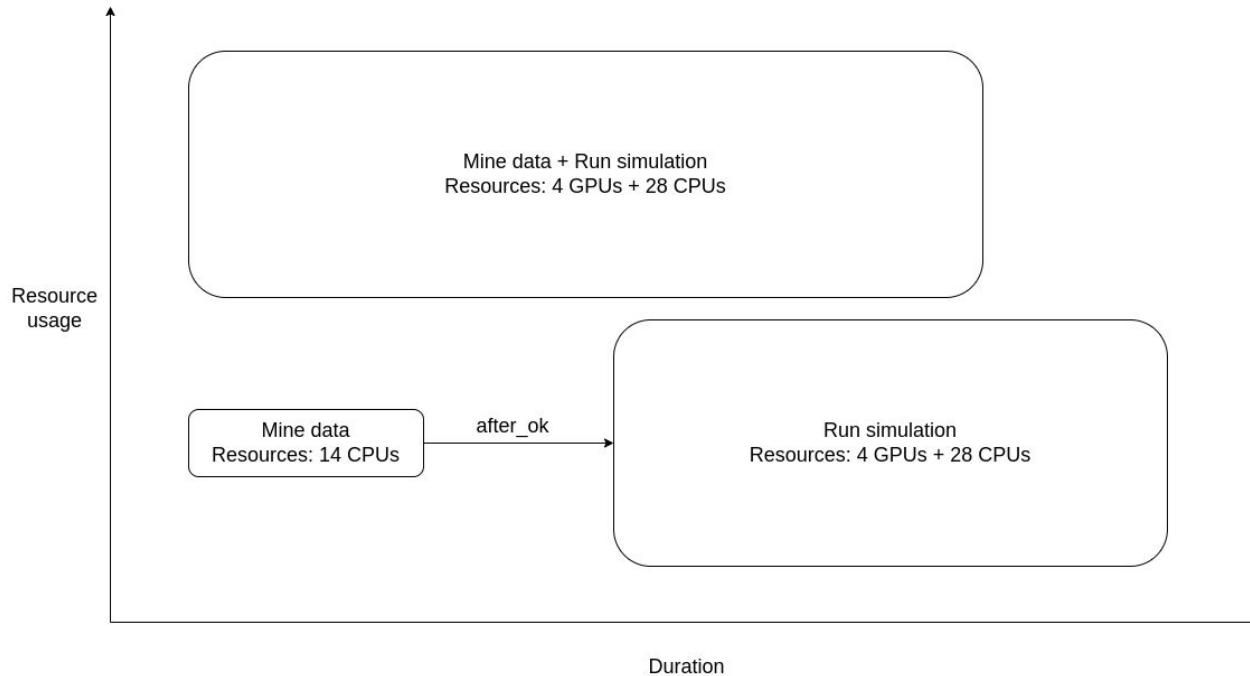 Mine data + Run simulation
Resources: 4 GPUs + 28 CPUs
Resource
usage
Mine data
Resources: 14 CPUs
after_ok
Run simulation
Resources: 4 GPUs + 28 CPUs
Duration